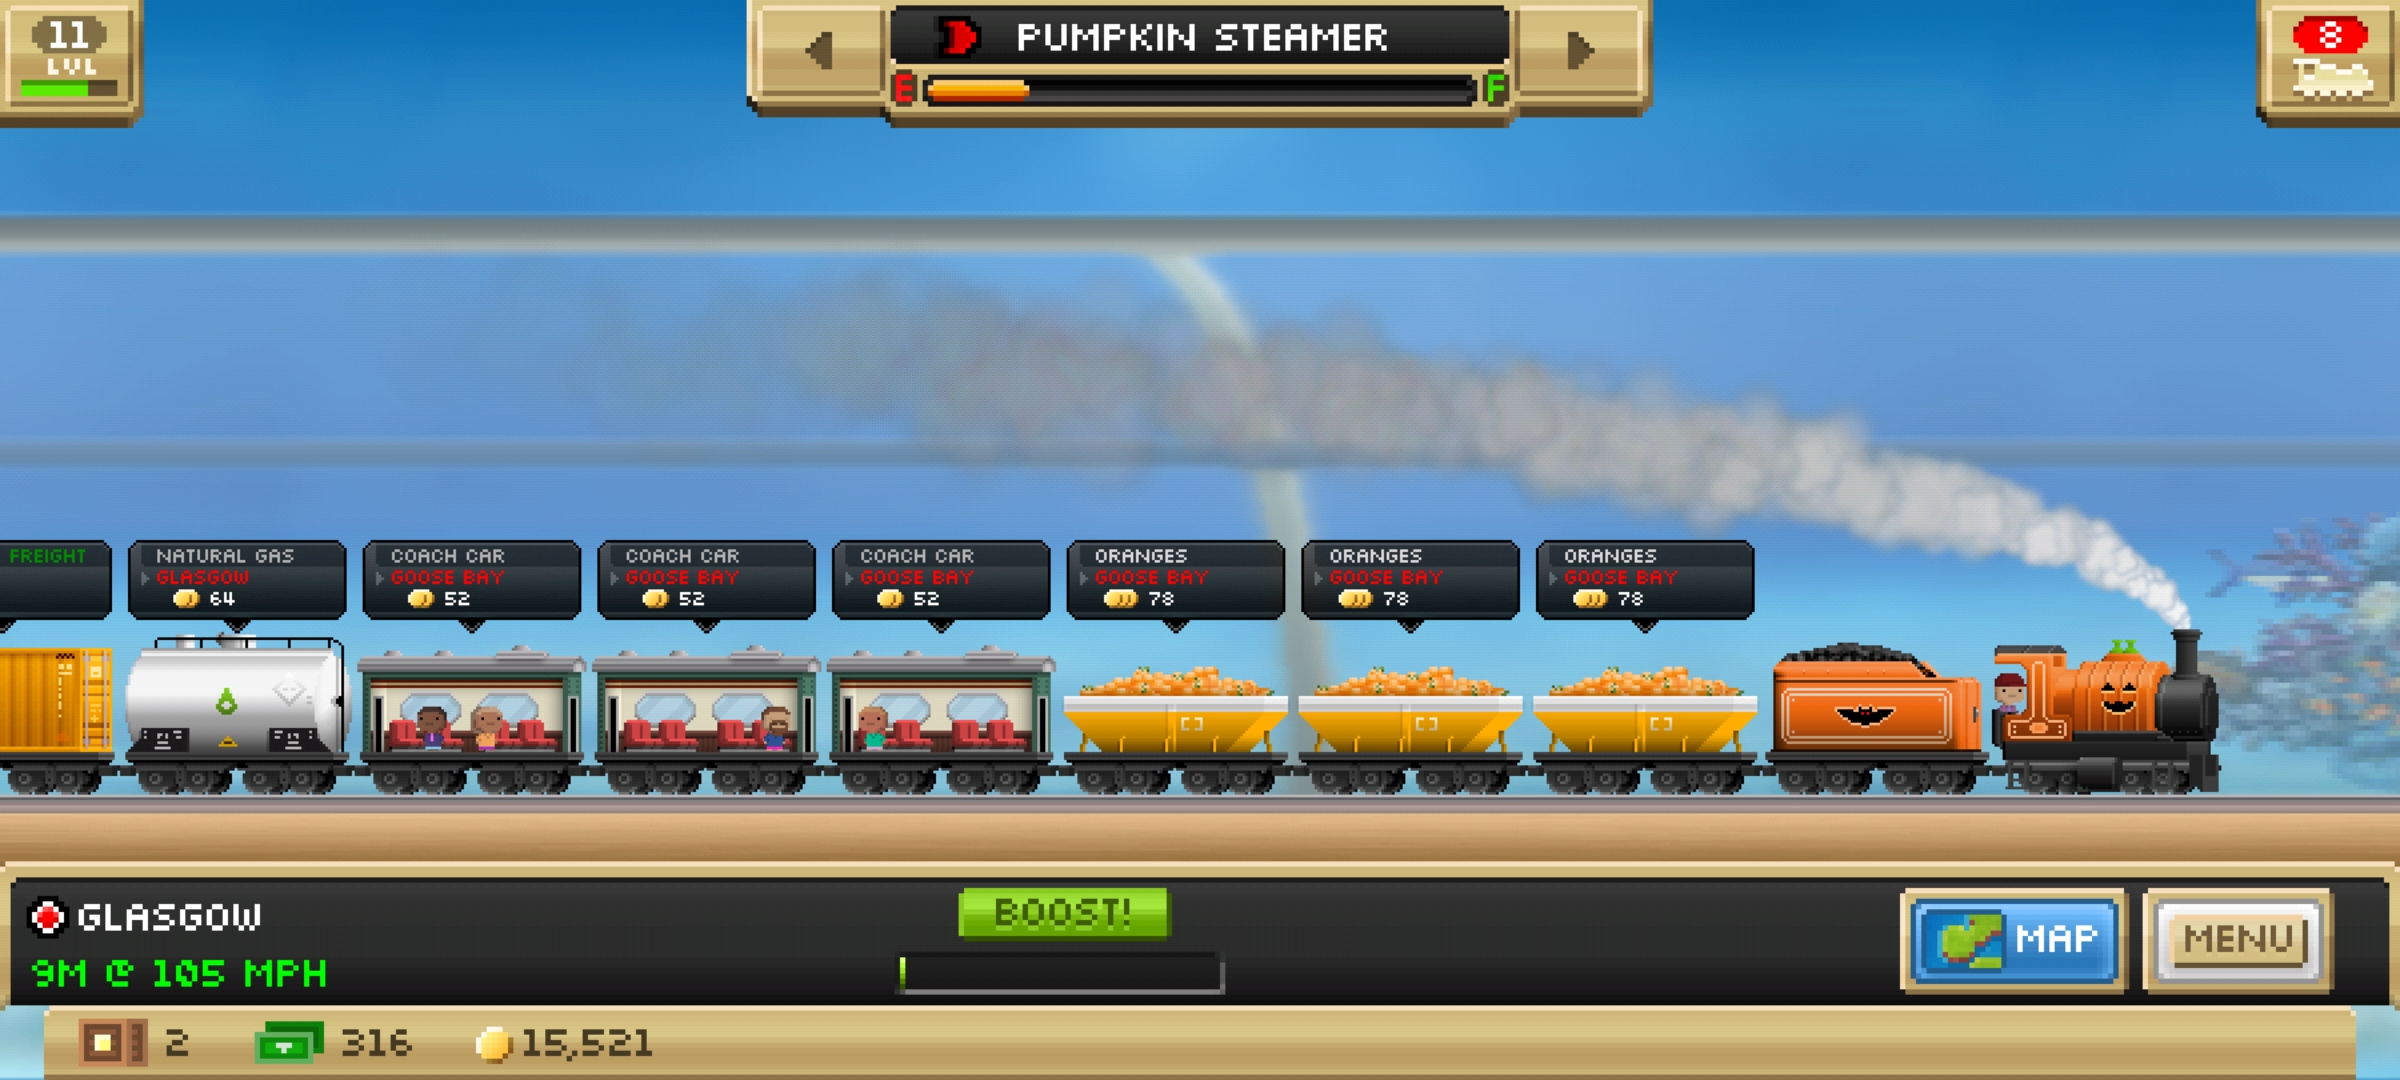 11
LVL
PUMPKIN STEAMER
E F
8
FREIGHT
NATURAL GAS
GLASGOW
64
COACH CAR
GOOSE BAY
52
COACH CAR
GOOSE BAY
52
COACH CAR
GOOSE BAY
52
ORANGES
GOOSE BAY
78
ORANGES
GOOSE BAY
78
ORANGES
GOOSE BAY
78
GLASGOW
9M @ 105 MPH
BOOST!
MAP
MENU
2
316
15,521